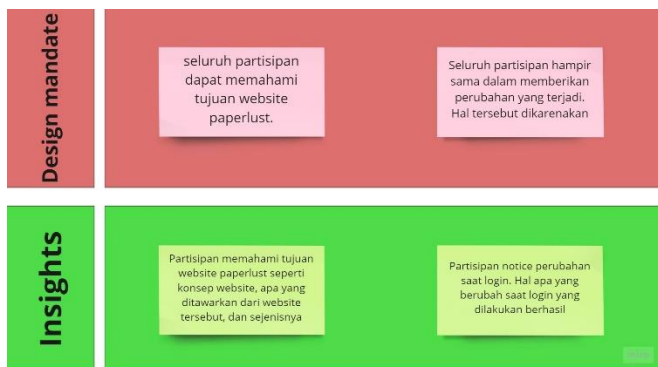 Design mandate
seluruh partisipan
dapat memahami
tujuan website
paperlust.
Seluruh partisipan hampir
sama dalam memberikan
perubahan yang terjadi.
Hal tersebut dikarenakan
Insights
Partisipan memahami tujuan
website paperlust seperti
konsep website, apa yang
ditawarkan dari website
tersebut, dan sejenisnya
Partisipan notice perubahan
saat login. Hal apa yang
berubah saat login yang
dilakukan berhasil